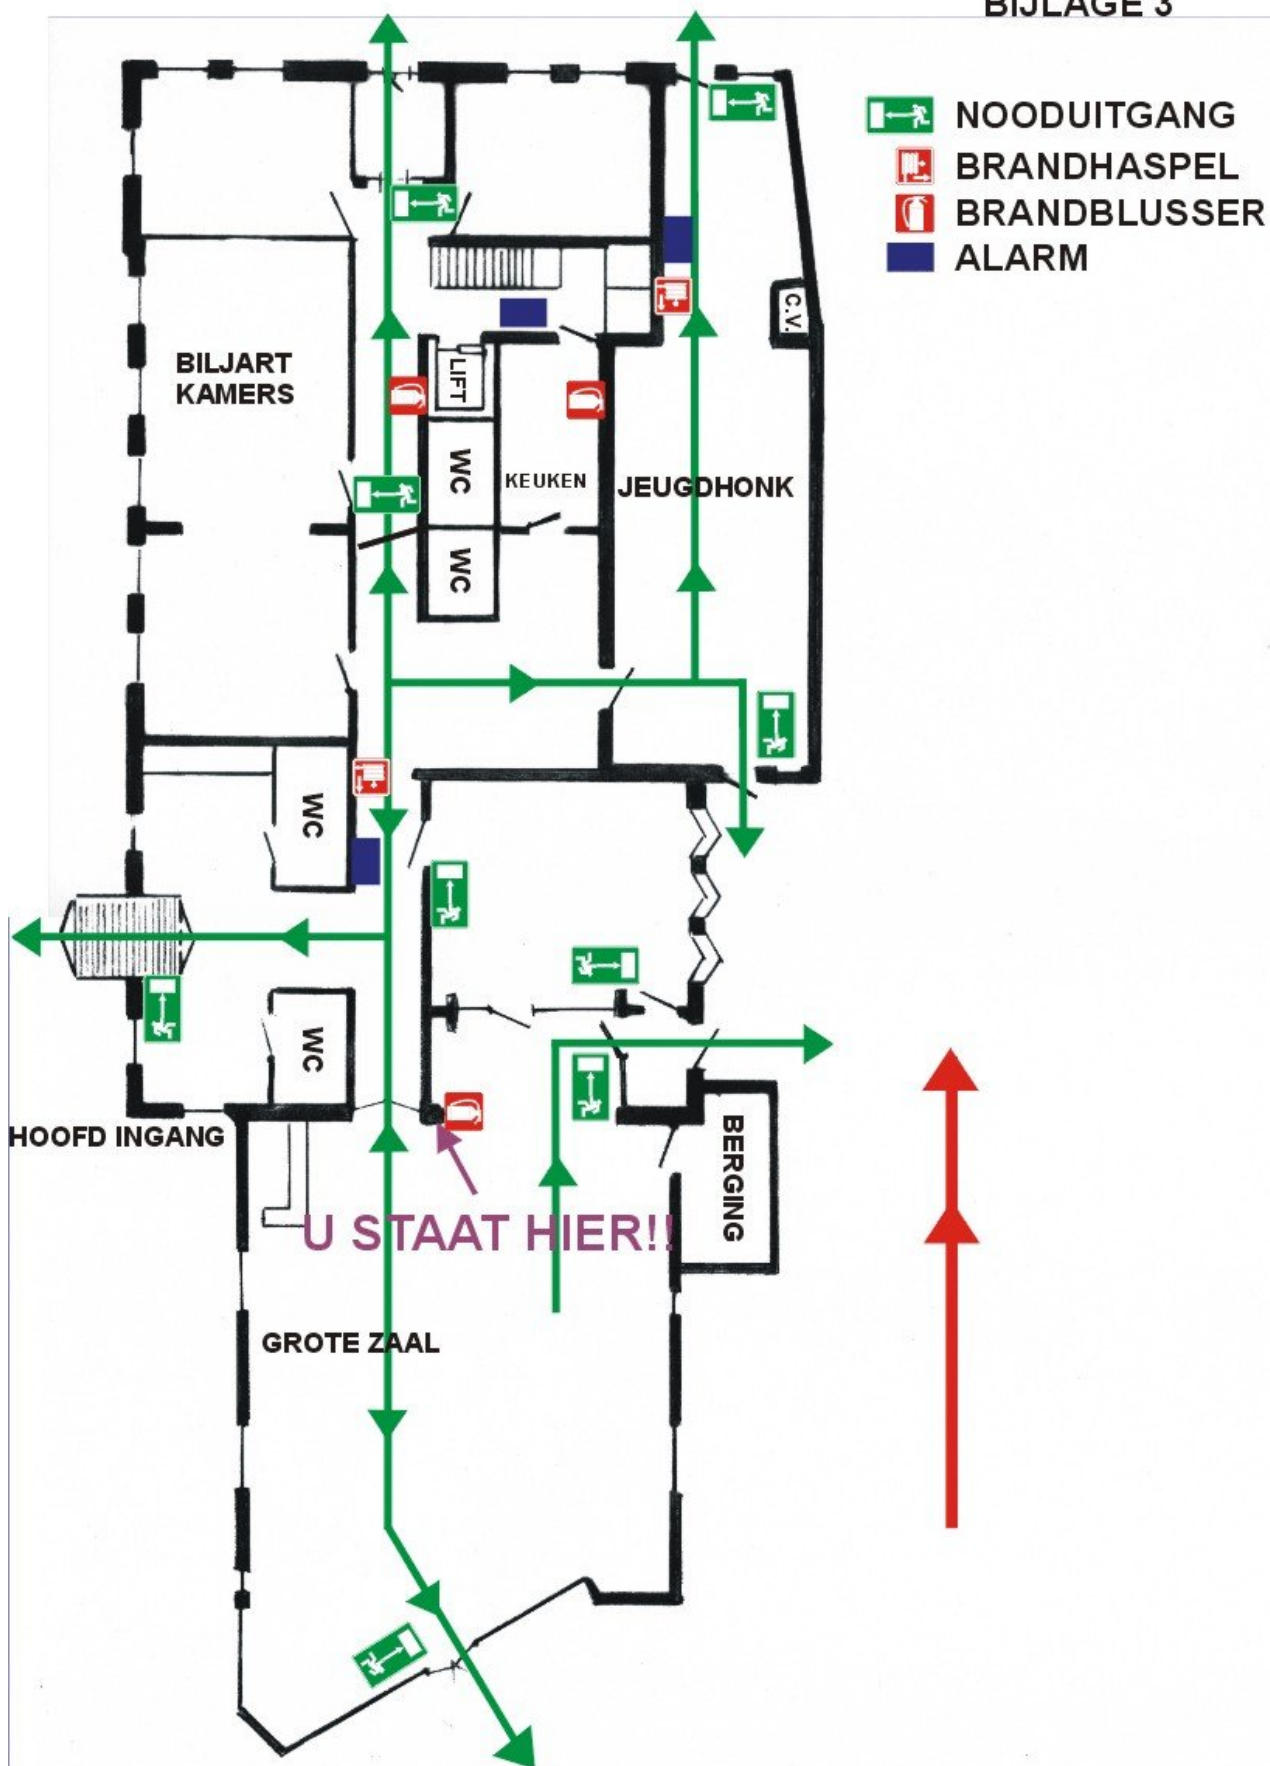 BIJLAGE 3
NOODUITGANG
BRANDHASPEL
BRANDBLUSSER
ALARM
C.V.
BILJART
KAMERS
LIFT
WC
KEUKEN
JEUGDHONK
WC
WC
WC
HOOFD INGANG
BERGING
U STAAT HIER!!
GROTE ZAAL